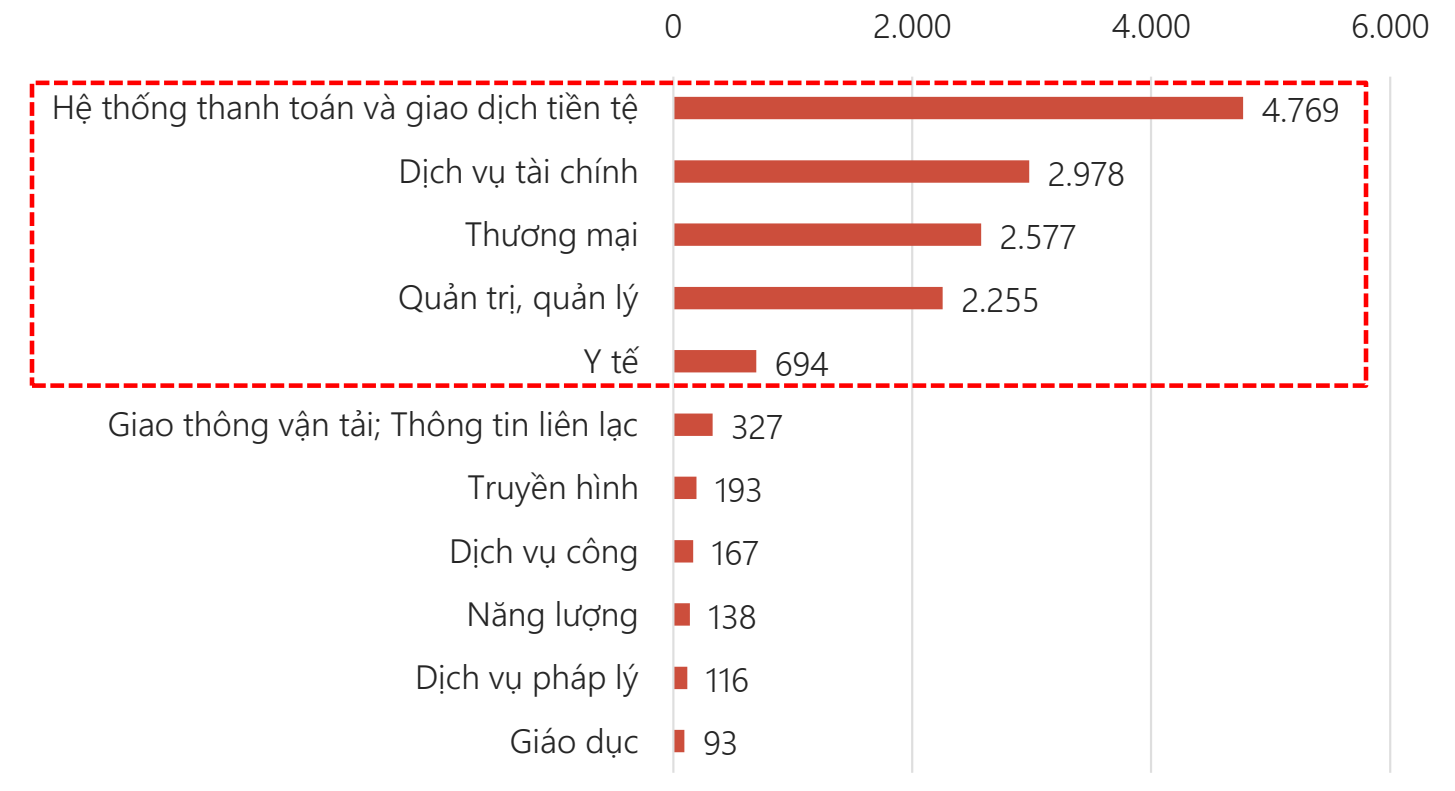 0 2.000 4.000 6.000
Hệ thống thanh toán và giao dịch tiền tệ 4.769
Dịch vụ tài chính 2.978
Thương mại 2.577
Quản trị, quản lý 2.255
Y tế 694
Giao thông vận tải; Thông tin liên lạc 327
Truyền hình 193
Dịch vụ công 167
Năng lượng 138
Dịch vụ pháp lý 116
Giáo dục 93